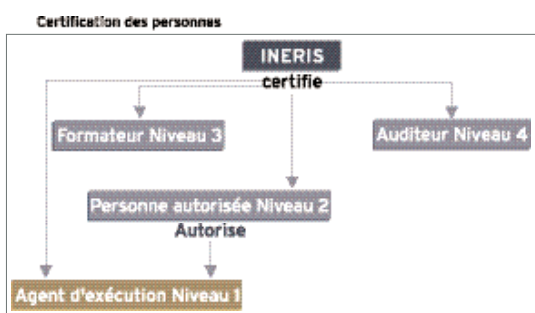 Certification des personnes
INERIS
certifie
Formateur Niveau 3
Auditeur Niveau 4
Personne autorisée Niveau 2
Autorise
Agent d'exécution Niveau 1